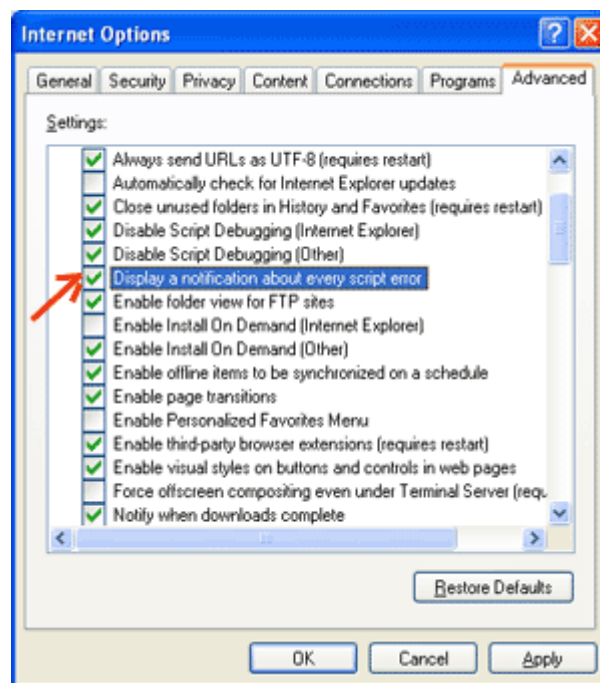 Internet Options
General Security Privacy Content Connections Programs Advanced
Settings:
Always send URLs as UTF-8 (requires restart)
Automatically check for Internet Explorer updates
Close unused folders in History and Favorites (requires restart)
Disable Script Debugging (Internet Explorer)
Disable Script Debugging (Other)
Display a notification about every script error
Enable folder view for FTP sites
Enable Install On Demand (Internet Explorer)
Enable Install On Demand (Other)
Enable offline items to be synchronized on a schedule
Enable page transitions
Enable Personalized Favorites Menu
Enable third-party browser extensions (requires restart)
Enable visual styles on buttons and controls in web pages
Force offscreen compositing even under Terminal Server (requ
Notify when downloads complete
Restore Defaults
OK Cancel Apply